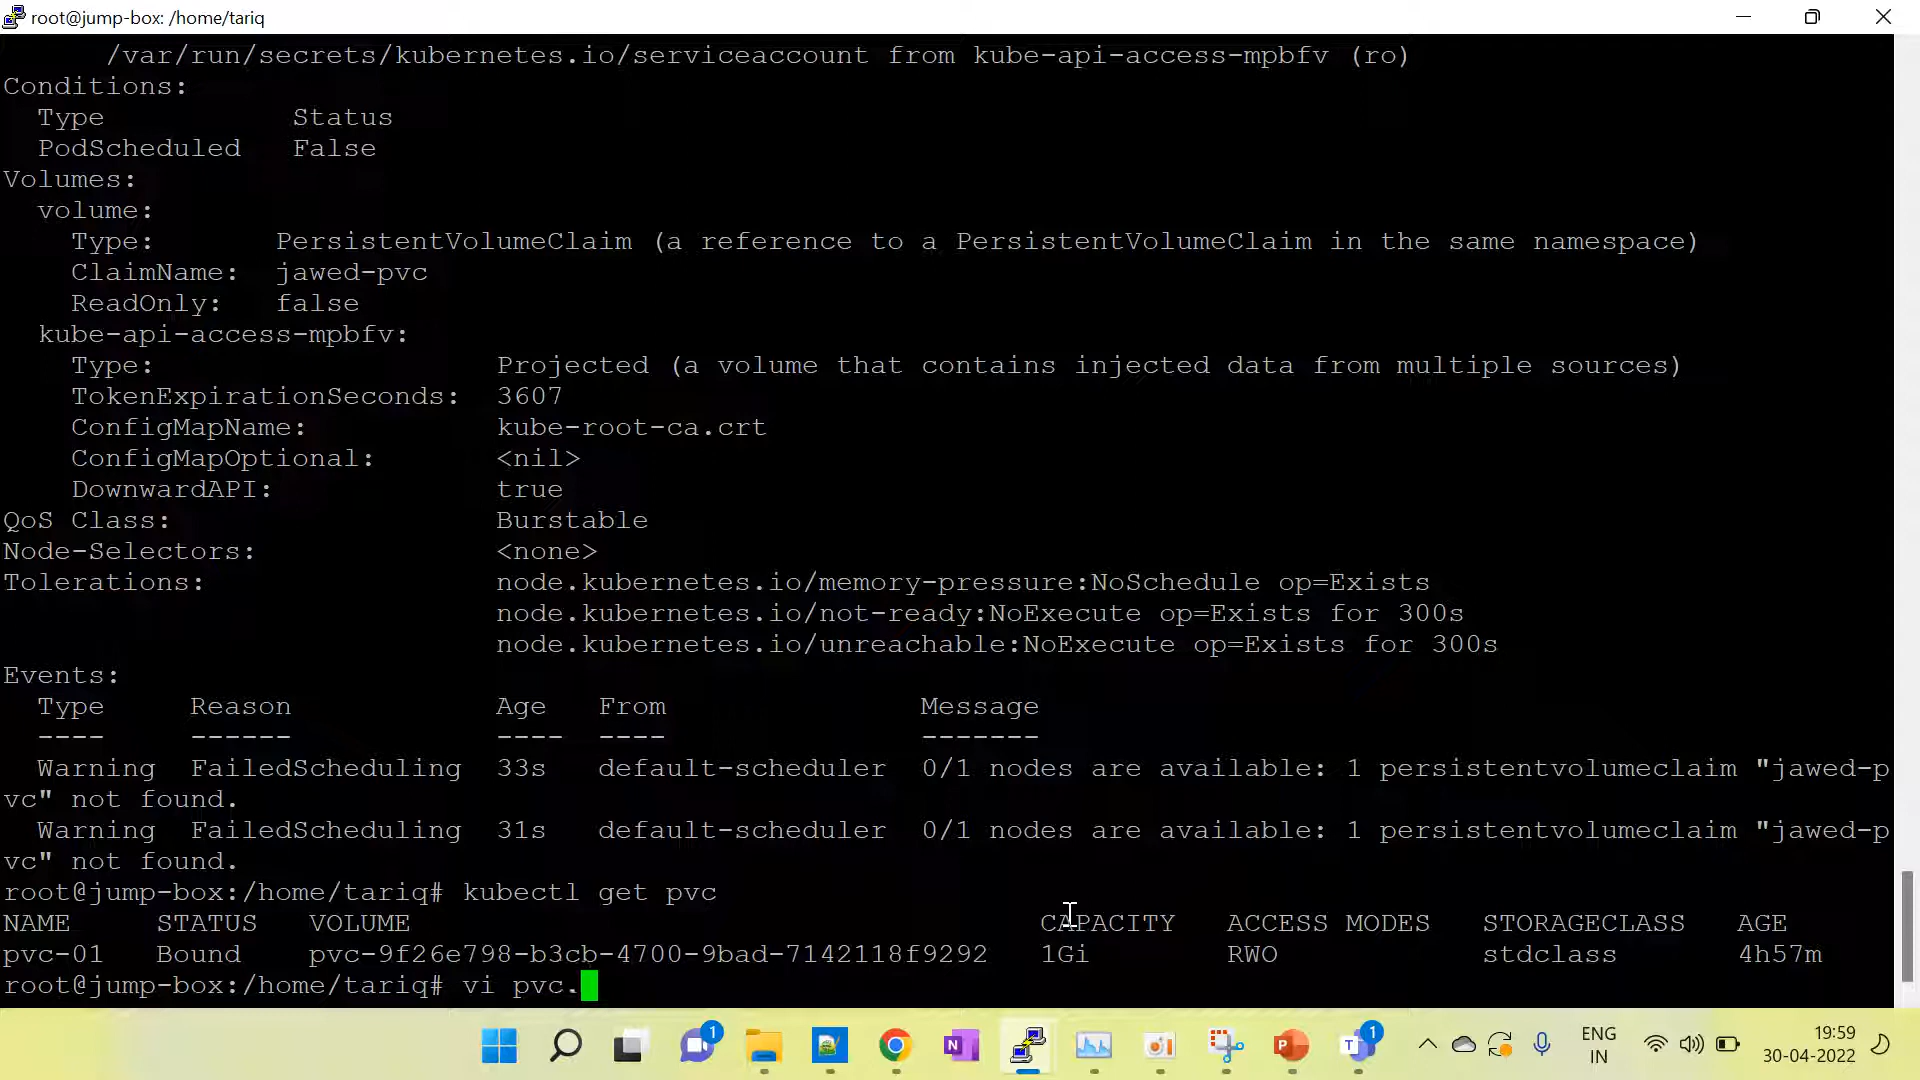 root@jump-box: /home/tariq
/var/run/secrets/kubernetes.io/serviceaccount from kube-api-access-mpbfv (ro)
Conditions:
Type Status
PodScheduled False
Volumes:
volume:
Type: PersistentVolumeClaim (a reference to a PersistentVolumeClaim in the same namespace)
ClaimName: jawed-pvc
ReadOnly: false
kube-api-access-mpbfv:
Type: Projected (a volume that contains injected data from multiple sources)
TokenExpirationSeconds: 3607
ConfigMapName: kube-root-ca.crt
ConfigMapOptional: <nil>
DownwardAPI: true
QoS Class: Burstable
Node-Selectors: <none>
Tolerations: node.kubernetes.io/memory-pressure:NoSchedule op=Exists
node.kubernetes.io/not-ready:NoExecute op=Exists for 300s
node.kubernetes.io/unreachable:NoExecute op=Exists for 300s
Events:
Type Reason Age From Message
---- ------ ---- ---- -------
Warning FailedScheduling 33s default-scheduler 0/1 nodes are available: 1 persistentvolumeclaim "jawed-p
vc" not found.
Warning FailedScheduling 31s default-scheduler 0/1 nodes are available: 1 persistentvolumeclaim "jawed-p
vc" not found.
root@jump-box:/home/tariq# kubectl get pvc
NAME STATUS VOLUME CAPACITY ACCESS MODES STORAGECLASS AGE
pvc-01 Bound pvc-9f26e798-b3cb-4700-9bad-7142118f9292 1Gi RWO stdclass 4h57m
root@jump-box:/home/tariq# vi pvc.
1
N
P
T
1
ENG
IN
19:59
30-04-2022